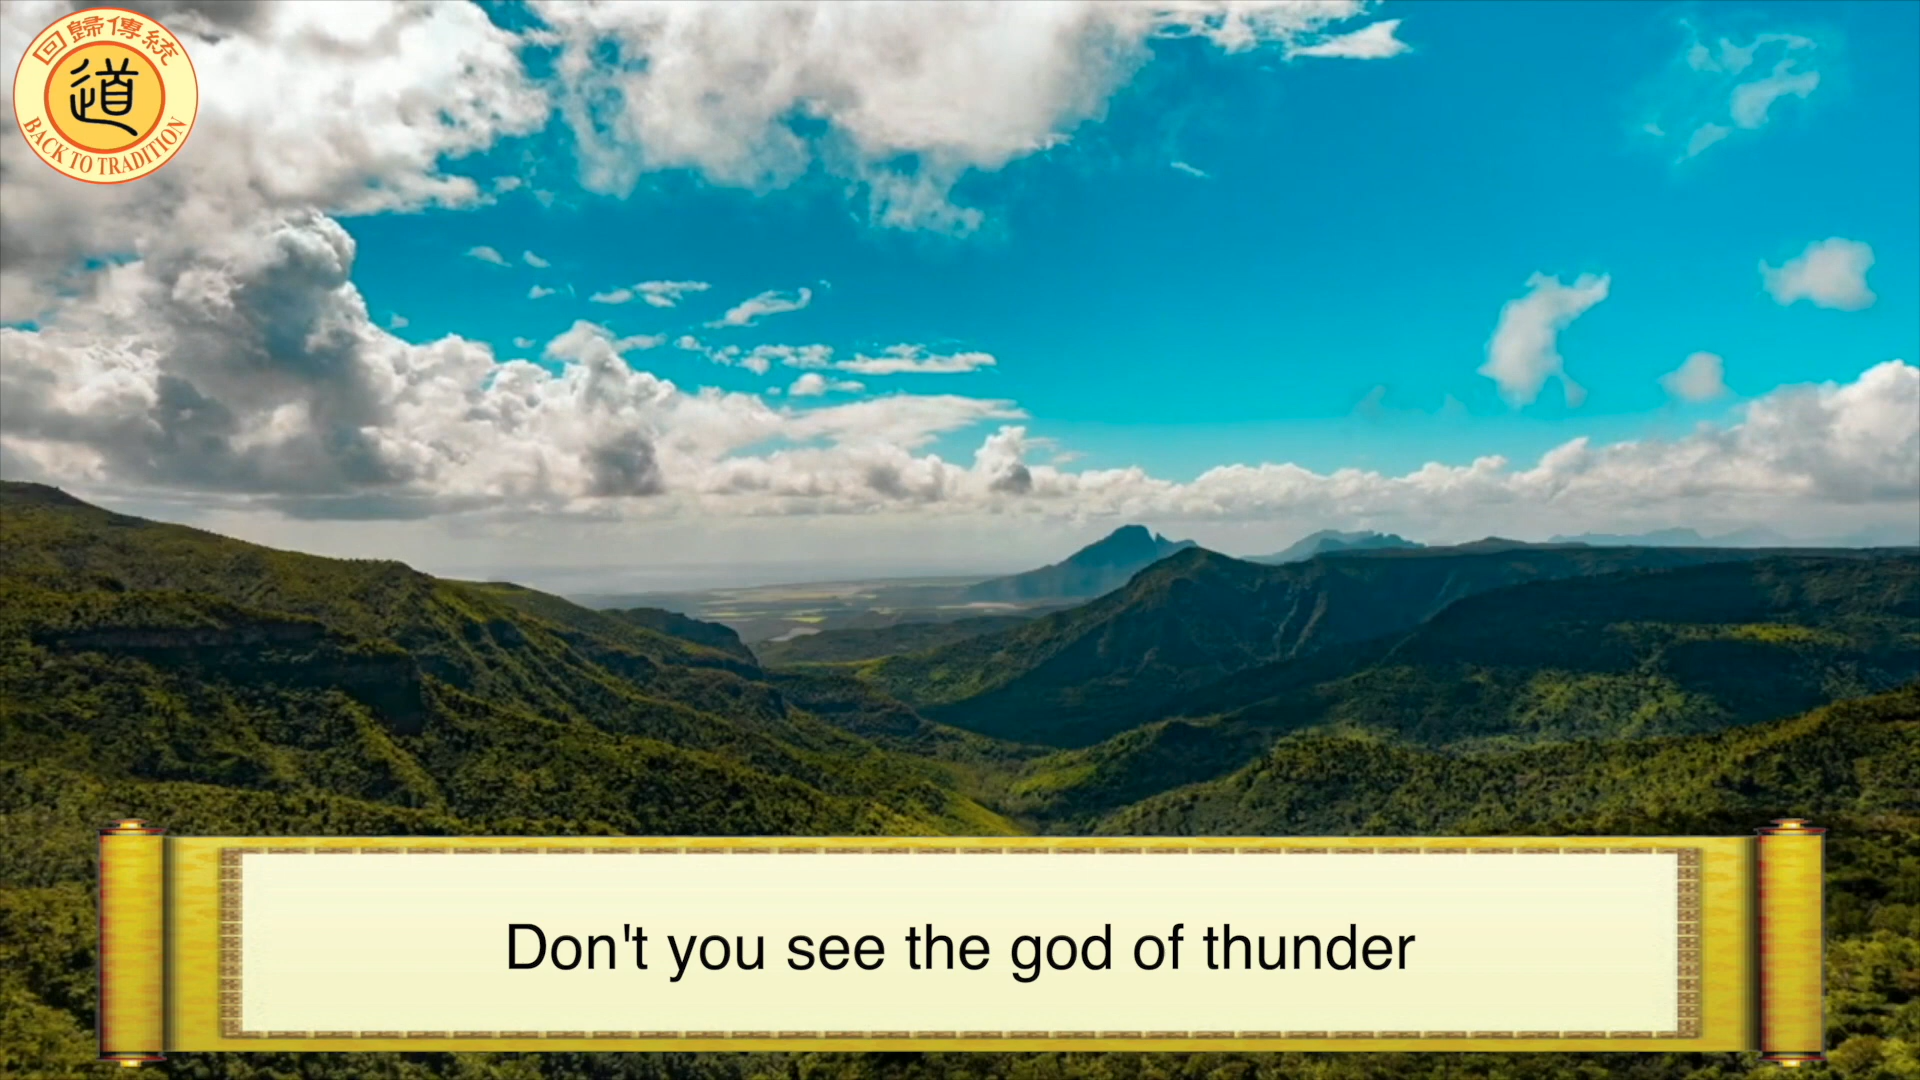 回歸傳統
道
BACK TO TRADITION
Don't you see the god of thunder